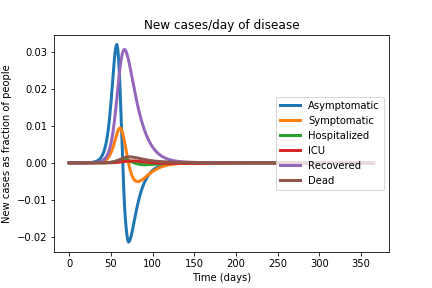 New cases/day of disease
New cases as fraction of people
0.03
0.02
0.01
0.00
−0.01
−0.02
Asymptomatic
Symptomatic
Hospitalized
ICU
Recovered
Dead
0 50 100 150 200 250 300 350
Time (days)